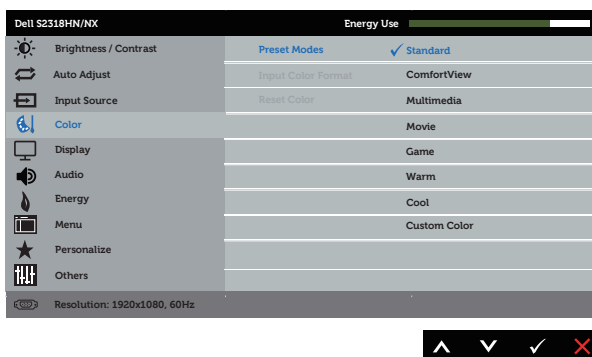 Dell S2318HN/NX Energy Use
Brightness / Contrast Preset Modes Standard
Auto Adjust Input Color Format ComfortView
Input Source Reset Color Multimedia
Color Movie
Display Game
Audio Warm
Energy Cool
Menu Custom Color
Personalize
Others
Resolution: 1920x1080, 60Hz